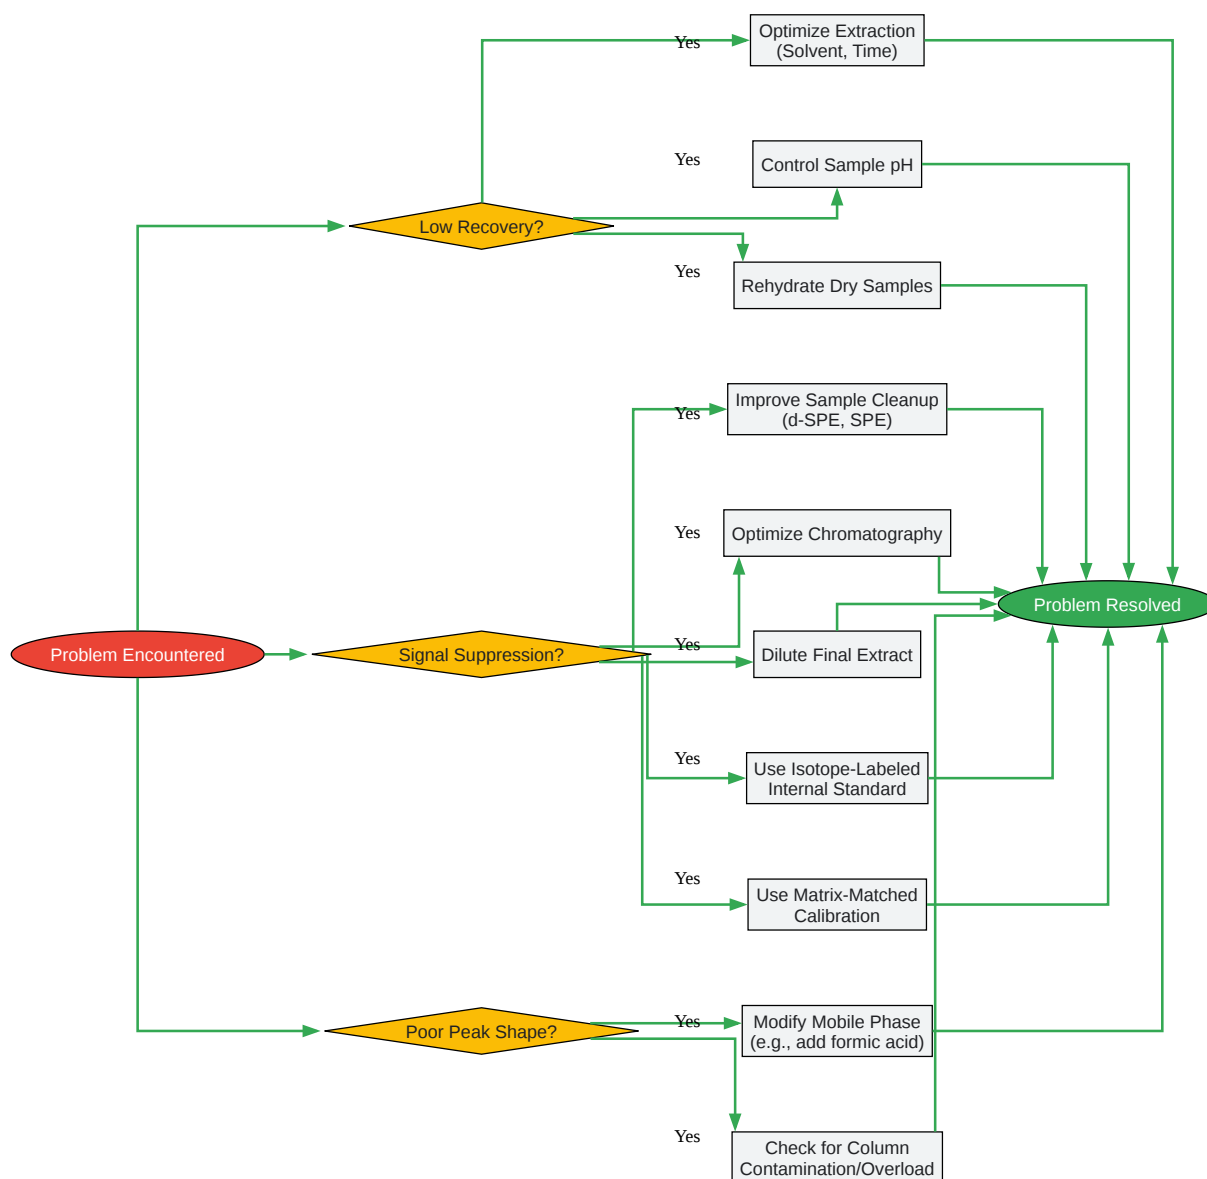 Yes
Optimize Extraction
(Solvent, Time)
Yes
Control Sample pH
Low Recovery?
Yes
Rehydrate Dry Samples
Yes
Improve Sample Cleanup
(d-SPE, SPE)
Yes
Optimize Chromatography
Problem Resolved
Problem Encountered
Signal Suppression?
Yes
Dilute Final Extract
Yes
Use Isotope-Labeled
Internal Standard
Yes
Use Matrix-Matched
Calibration
Poor Peak Shape?
Yes
Modify Mobile Phase
(e.g., add formic acid)
Yes
Check for Column
Contamination/Overload